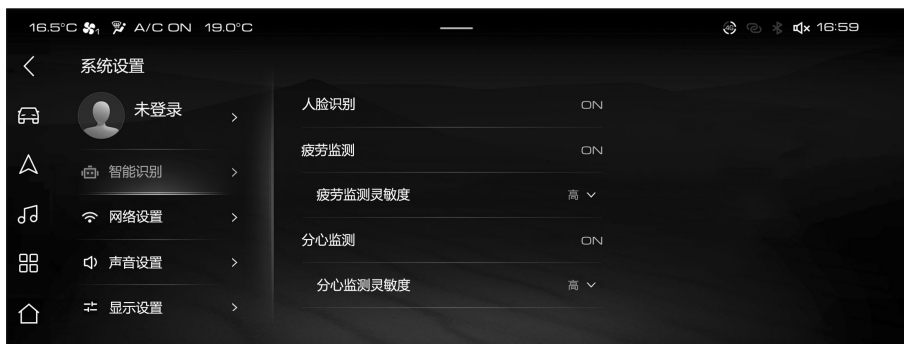 16.5°C 1 A/C ON 19.0°C 4G 16:59
系统设置
未登录
智能识别
网络设置
声音设置
显示设置
人脸识别 ON
疲劳监测 ON
疲劳监测灵敏度 高
分心监测 ON
分心监测灵敏度 高